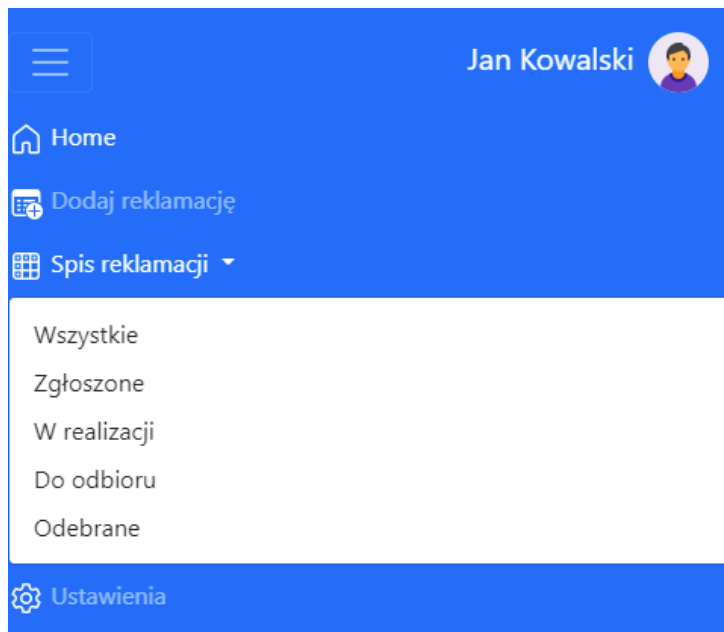 Jan Kowalski
Home
Dodaj reklamację
Spis reklamacji
Wszystkie
Zgłoszone
W realizacji
Do odbioru
Odebrane
Ustawienia